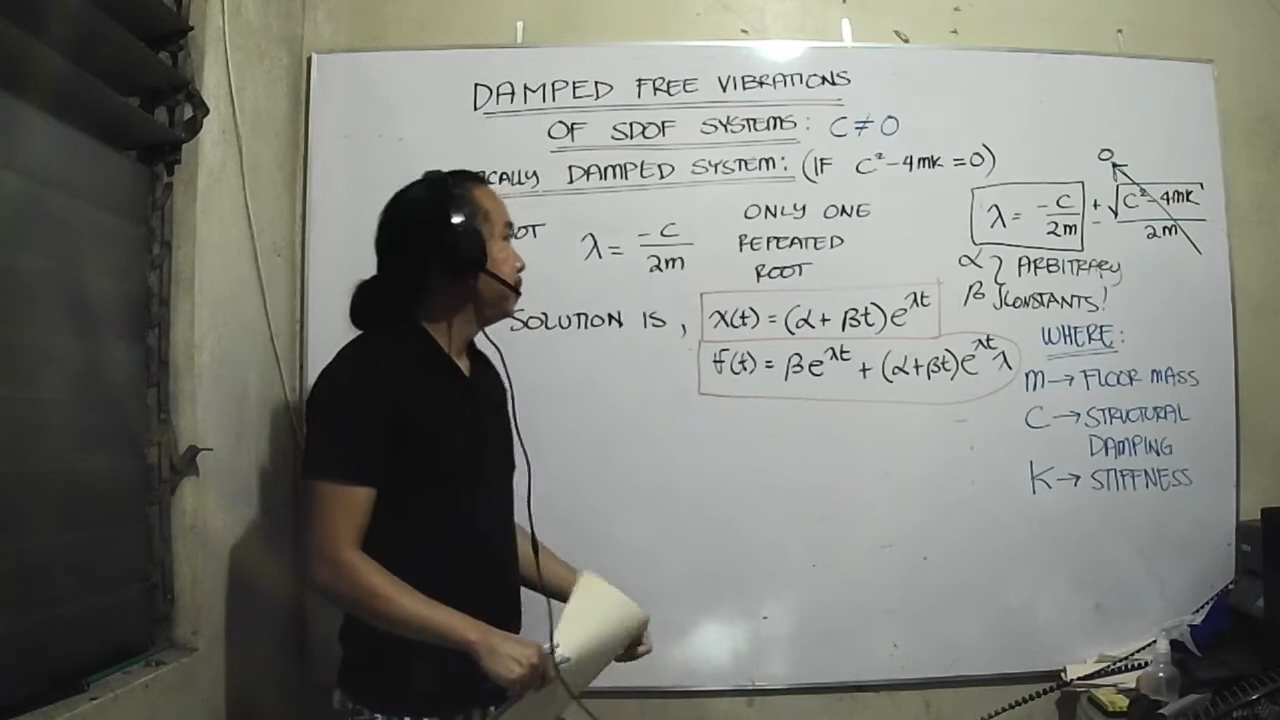 DAMPED FREE VIBRATIONS
OF SDOF SYSTEMS: C≠0
DAMPED SYSTEM: (IF C²-4mK=0)
λ = -C/2m
ONLY ONE
REPEATED
ROOT
SOLUTION IS, x(t) = (α + βt)e^λt
(t) = βe^λt + (α+βt)e^λt λ
0
λ = -C/2m ± √C²-4mK/2m
α } ARBITRARY
β } CONSTANTS!
WHERE:
m → FLOOR MASS
C → STRUCTURAL
DAMPING
K → STIFFNESS